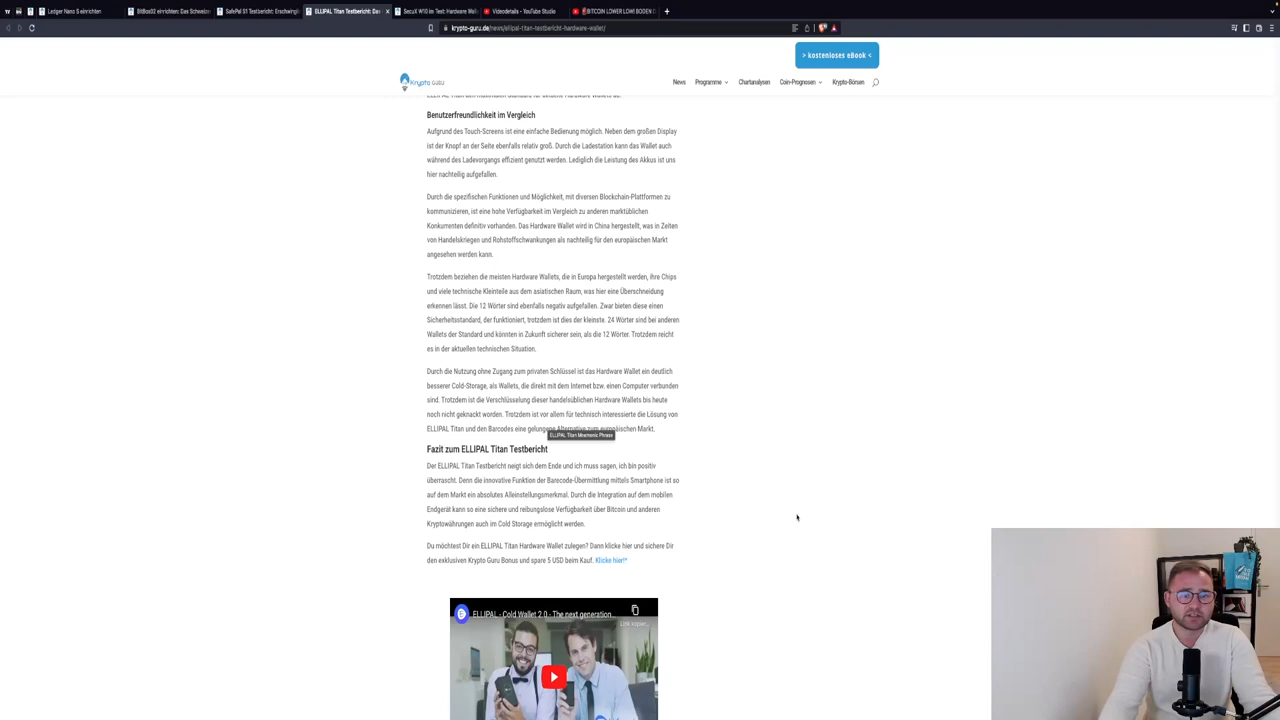 Ledger Nano S einrichten
BitBox02 einrichten: Das Schweize
SafePal S1 Testbericht: Erschwingl
ELLIPAL Titan Testbericht: Da
SecuX W10 im Test: Hardware Wa
Videodetails – YouTube Studio
BITCOIN LOWER LOW! BODEN D
krypto-guru.de/news/ellipal-titan-testbericht-hardware-wallet/
> kostenloses eBook <
Krypto GURU
News
Programme
Chartanalysen
Coin-Prognosen
Krypto-Börsen
Benutzerfreundlichkeit im Vergleich
Aufgrund des Touch-Screens ist eine einfache Bedienung möglich. Neben dem großen Display
ist der Knopf an der Seite ebenfalls relativ groß. Durch die Ladestation kann das Wallet auch
während des Ladevorgangs effizient genutzt werden. Lediglich die Leistung des Akkus ist uns
hier nachteilig aufgefallen.
Durch die spezifischen Funktionen und Möglichkeit, mit diversen Blockchain-Plattformen zu
kommunizieren, ist eine hohe Verfügbarkeit im Vergleich zu anderen marktüblichen
Konkurrenten definitiv vorhanden. Das Hardware Wallet wird in China hergestellt, was in Zeiten
von Handelskriegen und Rohstoffschwankungen als nachteilig für den europäischen Markt
angesehen werden kann.
Trotzdem beziehen die meisten Hardware Wallets, die in Europa hergestellt werden, ihre Chips
und viele technische Kleinteile aus dem asiatischen Raum, was hier eine Überschneidung
erkennen lässt. Die 12 Wörter sind ebenfalls negativ aufgefallen. Zwar bieten diese einen
Sicherheitsstandard, der funktioniert, trotzdem ist dies der kleinste. 24 Wörter sind bei anderen
Wallets der Standard und könnten in Zukunft sicherer sein, als die 12 Wörter. Trotzdem reicht
es in der aktuellen technischen Situation.
Durch die Nutzung ohne Zugang zum privaten Schlüssel ist das Hardware Wallet ein deutlich
besserer Cold-Storage, als Wallets, die direkt mit dem Internet bzw. einen Computer verbunden
sind. Trotzdem ist die Verschlüsselung dieser handelsüblichen Hardware Wallets bis heute
noch nicht geknackt worden. Trotzdem ist vor allem für technisch interessierte die Lösung von
ELLIPAL Titan und den Barcodes eine gelungene Alternative zum europäischen Markt.
ELLIPAL Titan Mnemonic Phrase
Fazit zum ELLIPAL Titan Testbericht
Der ELLIPAL Titan Testbericht neigt sich dem Ende und ich muss sagen, ich bin positiv
überrascht. Denn die innovative Funktion der Barecode-Übermittlung mittels Smartphone ist so
auf dem Markt ein absolutes Alleinstellungsmerkmal. Durch die Integration auf dem mobilen
Endgerät kann so eine sichere und reibungslose Verfügbarkeit über Bitcoin und anderen
Kryptowährungen auch im Cold Storage ermöglicht werden.
Du möchtest Dir ein ELLIPAL Titan Hardware Wallet zulegen? Dann klicke hier und sichere Dir
den exklusiven Krypto Guru Bonus und spare 5 USD beim Kauf. Klicke hier!*
ELLIPAL - Cold Wallet 2.0 - The next generation...
Link kopier...